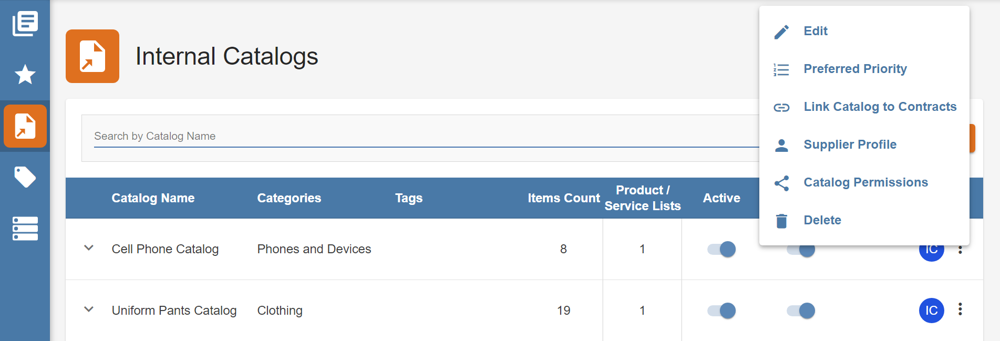 Internal Catalogs
Edit
Preferred Priority
Link Catalog to Contracts
Supplier Profile
Catalog Permissions
Delete
Search by Catalog Name
Catalog Name
Categories
Tags
Items Count
Product /
Service Lists
Active
Cell Phone Catalog
Phones and Devices
8
1
IC
Uniform Pants Catalog
Clothing
19
1
IC